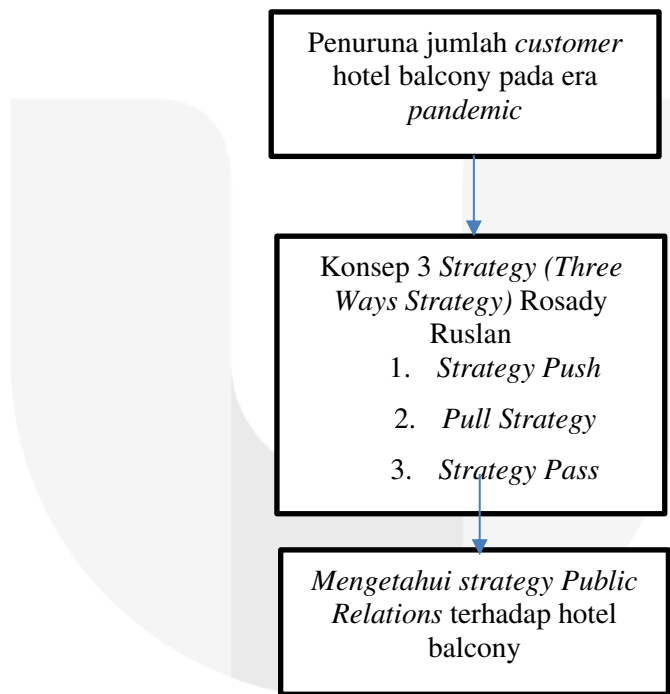 Penuruna jumlah customer
hotel balcony pada era
pandemic
Konsep 3 Strategy (Three
Ways Strategy) Rosady
Ruslan
1. Strategy Push
2. Pull Strategy
3. Strategy Pass
Mengetahui strategy Public
Relations terhadap hotel
balcony